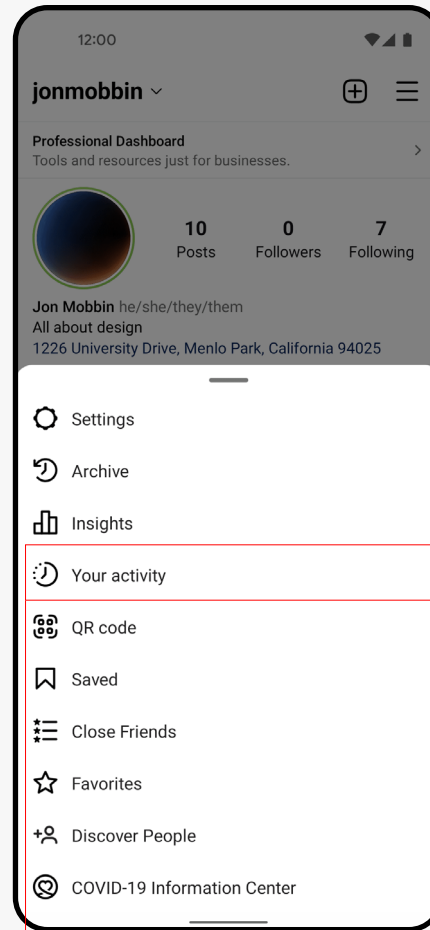 12:00
jonmobbin
Professional Dashboard
Tools and resources just for businesses.
10 0 7
Posts Followers Following
Jon Mobbin he/she/they/them
All about design
1226 University Drive, Menlo Park, California 94025
Settings
Archive
Insights
Your activity
QR code
Saved
Close Friends
Favorites
Discover People
COVID-19 Information Center